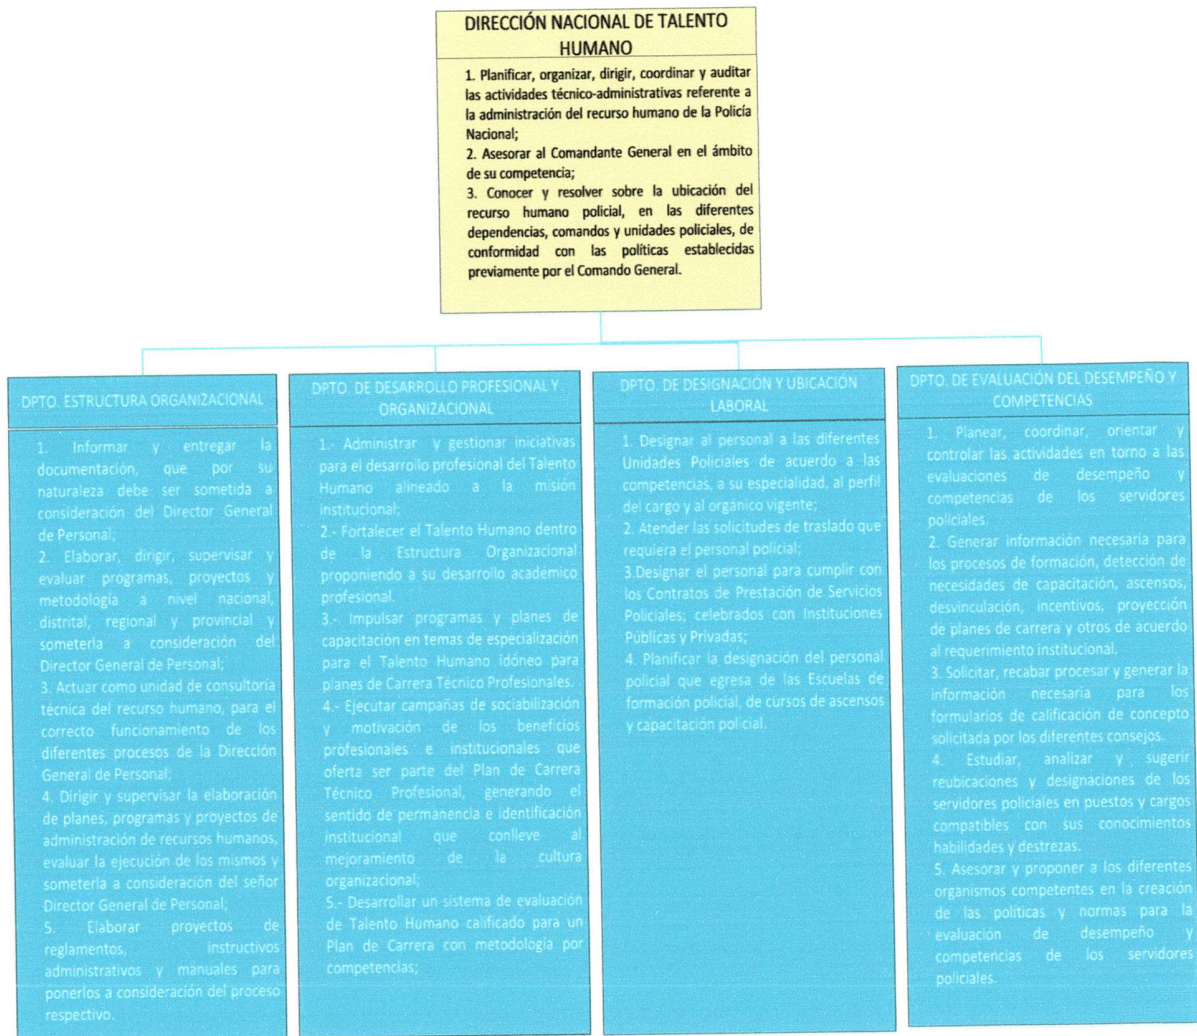 DIRECCIÓN NACIONAL DE TALENTO
HUMANO
1. Planificar, organizar, dirigir, coordinar y auditar
las actividades técnico-administrativas referente a
la administración del recurso humano de la Policía
Nacional;
2. Asesorar al Comandante General en el ámbito
de su competencia;
3. Conocer y resolver sobre la ubicación del
recurso humano policial, en las diferentes
dependencias, comandos y unidades policiales, de
conformidad con las políticas establecidas
previamente por el Comando General.
DPTO. ESTRUCTURA ORGANIZACIONAL
1. Informar y entregar la
documentación, que por su
naturaleza debe ser sometida a
consideración del Director General
de Personal;
2. Elaborar, dirigir, supervisar y
evaluar programas, proyectos y
metodología a nivel nacional,
distrital, regional y provincial y
someterla a consideración del
Director General de Personal;
3. Actuar como unidad de consultoría
técnica del recurso humano, para el
correcto funcionamiento de los
diferentes procesos de la Dirección
General de Personal;
4. Dirigir y supervisar la elaboración
de planes, programas y proyectos de
administración de recursos humanos,
evaluar la ejecución de los mismos y
someterla a consideración del señor
Director General de Personal;
5. Elaborar proyectos de
reglamentos, instructivos
administrativos y manuales para
ponerlos a consideración del proceso
respectivo.
DPTO. DE DESARROLLO PROFESIONAL Y
ORGANIZACIONAL
1.- Administrar y gestionar iniciativas
para el desarrollo profesional del Talento
Humano alineado a la misión
institucional;
2.- Fortalecer el Talento Humano dentro
de la Estructura Organizacional
proponiendo a su desarrollo académico
profesional.
3.- Impulsar programas y planes de
capacitación en temas de especialización
para el Talento Humano idóneo para
planes de Carrera Técnico Profesionales.
4.- Ejecutar campañas de sociabilización
y motivación de los beneficios
profesionales e institucionales que
oferta ser parte del Plan de Carrera
Técnico Profesional, generando el
sentido de permanencia e identificación
institucional que conlleve al
mejoramiento de la cultura
organizacional;
5.- Desarrollar un sistema de evaluación
de Talento Humano calificado para un
Plan de Carrera con metodología por
competencias;
DPTO. DE DESIGNACIÓN Y UBICACIÓN
LABORAL
1. Designar al personal a las diferentes
Unidades Policiales de acuerdo a las
competencias, a su especialidad, al perfil
del cargo y al orgánico vigente;
2. Atender las solicitudes de traslado que
requiera el personal policial;
3.Designar el personal para cumplir con
los Contratos de Prestación de Servicios
Policiales; celebrados con Instituciones
Públicas y Privadas;
4. Planificar la designación del personal
policial que egresa de las Escuelas de
formación policial, de cursos de ascensos
y capacitación policial.
DPTO. DE EVALUACIÓN DEL DESEMPEÑO Y
COMPETENCIAS
1. Planear, coordinar, orientar y
controlar las actividades en torno a las
evaluaciones de desempeño y
competencias de los servidores
policiales.
2. Generar información necesaria para
los procesos de formación, detección de
necesidades de capacitación, ascensos,
desvinculación, incentivos, proyección
de planes de carrera y otros de acuerdo
al requerimiento institucional.
3. Solicitar, recabar procesar y generar la
información necesaria para los
formularios de calificación de concepto
solicitada por los diferentes consejos.
4. Estudiar, analizar y sugerir
reubicaciones y designaciones de los
servidores policiales en puestos y cargos
compatibles con sus conocimientos
habilidades y destrezas.
5. Asesorar y proponer a los diferentes
organismos competentes en la creación
de las políticas y normas para la
evaluación de desempeño y
competencias de los servidores
policiales.